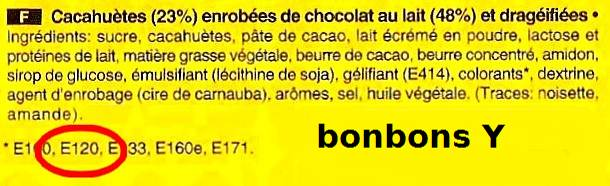 F Cacahuètes (23%) enrobées de chocolat au lait (48%) et dragéifiées •
Ingrédients: sucre, cacahuètes, pâte de cacao, lait écrémé en poudre, lactose et
protéines de lait, matière grasse végétale, beurre de cacao, beurre concentré, amidon,
sirop de glucose, émulsifiant (lécithine de soja), gélifiant (E414), colorants*, dextrine,
agent d'enrobage (cire de carnauba), arômes, sel, huile végétale. (Traces: noisette,
amande).
* E120, E160e, E171.
bonbons Y